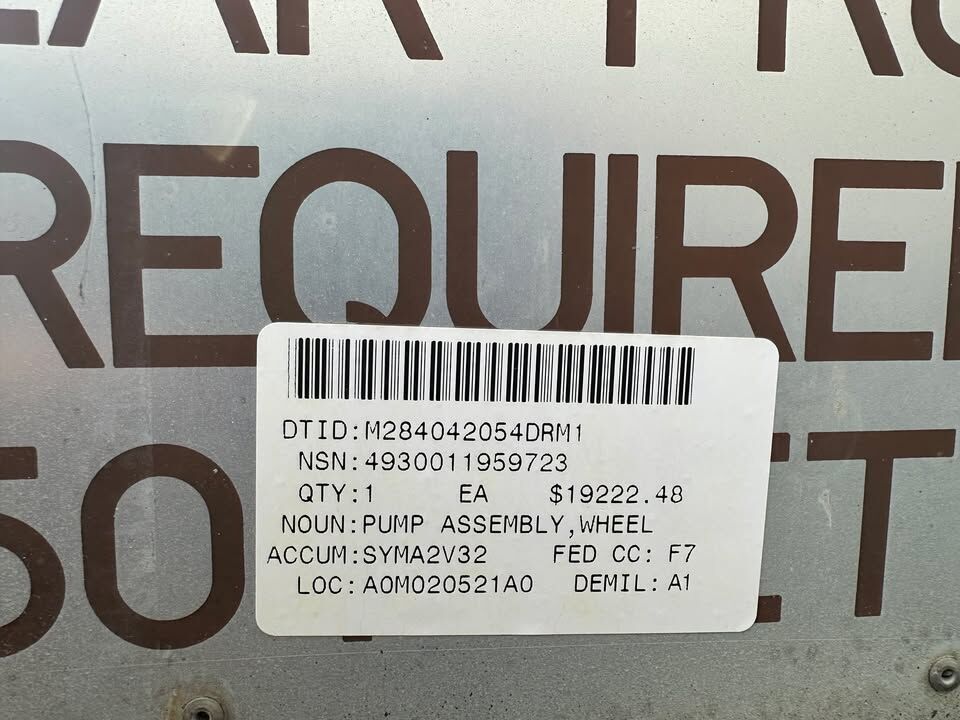 REQUIRE
DTID:M284042054DRM1
NSN:4930011959723
QTY:1 EA $19222.48
NOUN:PUMP ASSEMBLY,WHEEL
ACCUM:SYMA2V32 FED CC: F7
LOC:A0M020521A0 DEMIL:A1